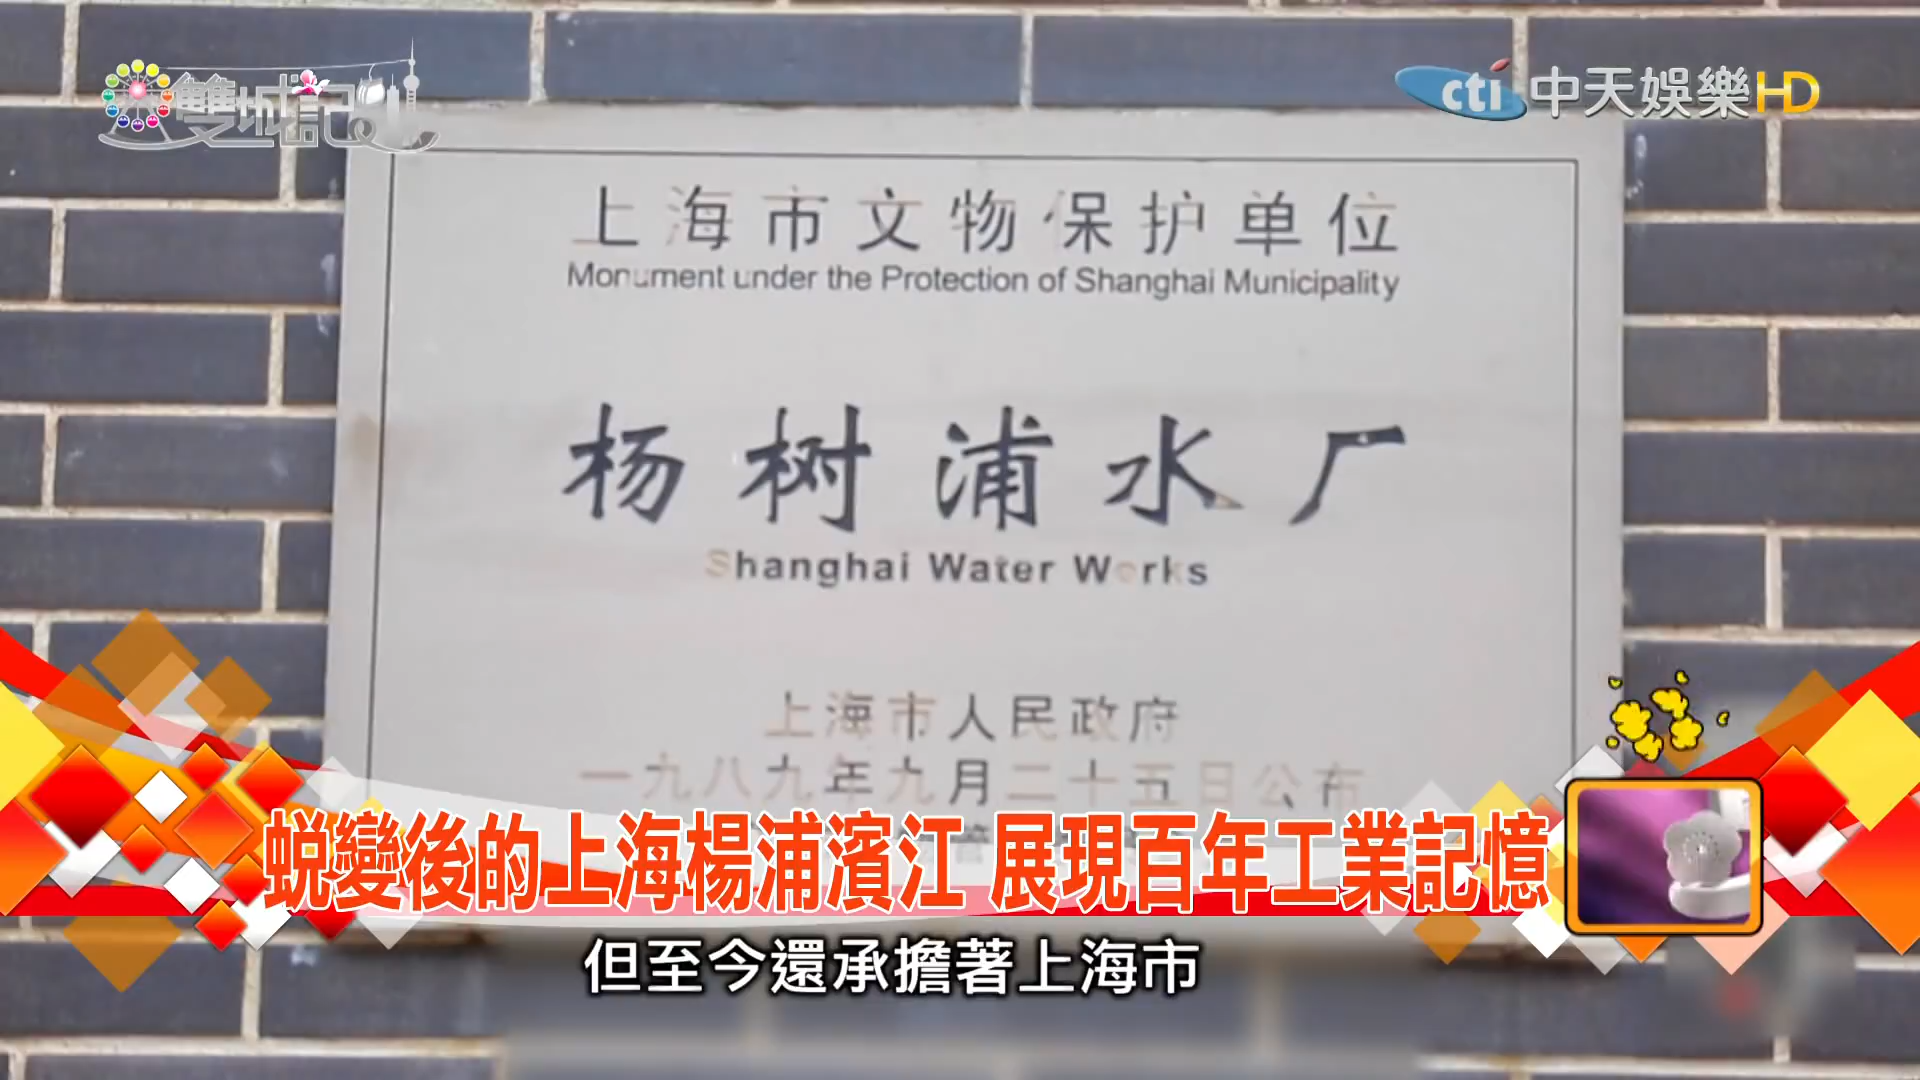 雙城記
cti 中天娛樂HD
上海市文物保护单位
Monument under the Protection of Shanghai Municipality
杨树浦水厂
Shanghai Water Works
上海市人民政府
一九八九年九月二十五日公布
蛻變後的上海楊浦濱江 展現百年工業記憶
但至今還承擔著上海市